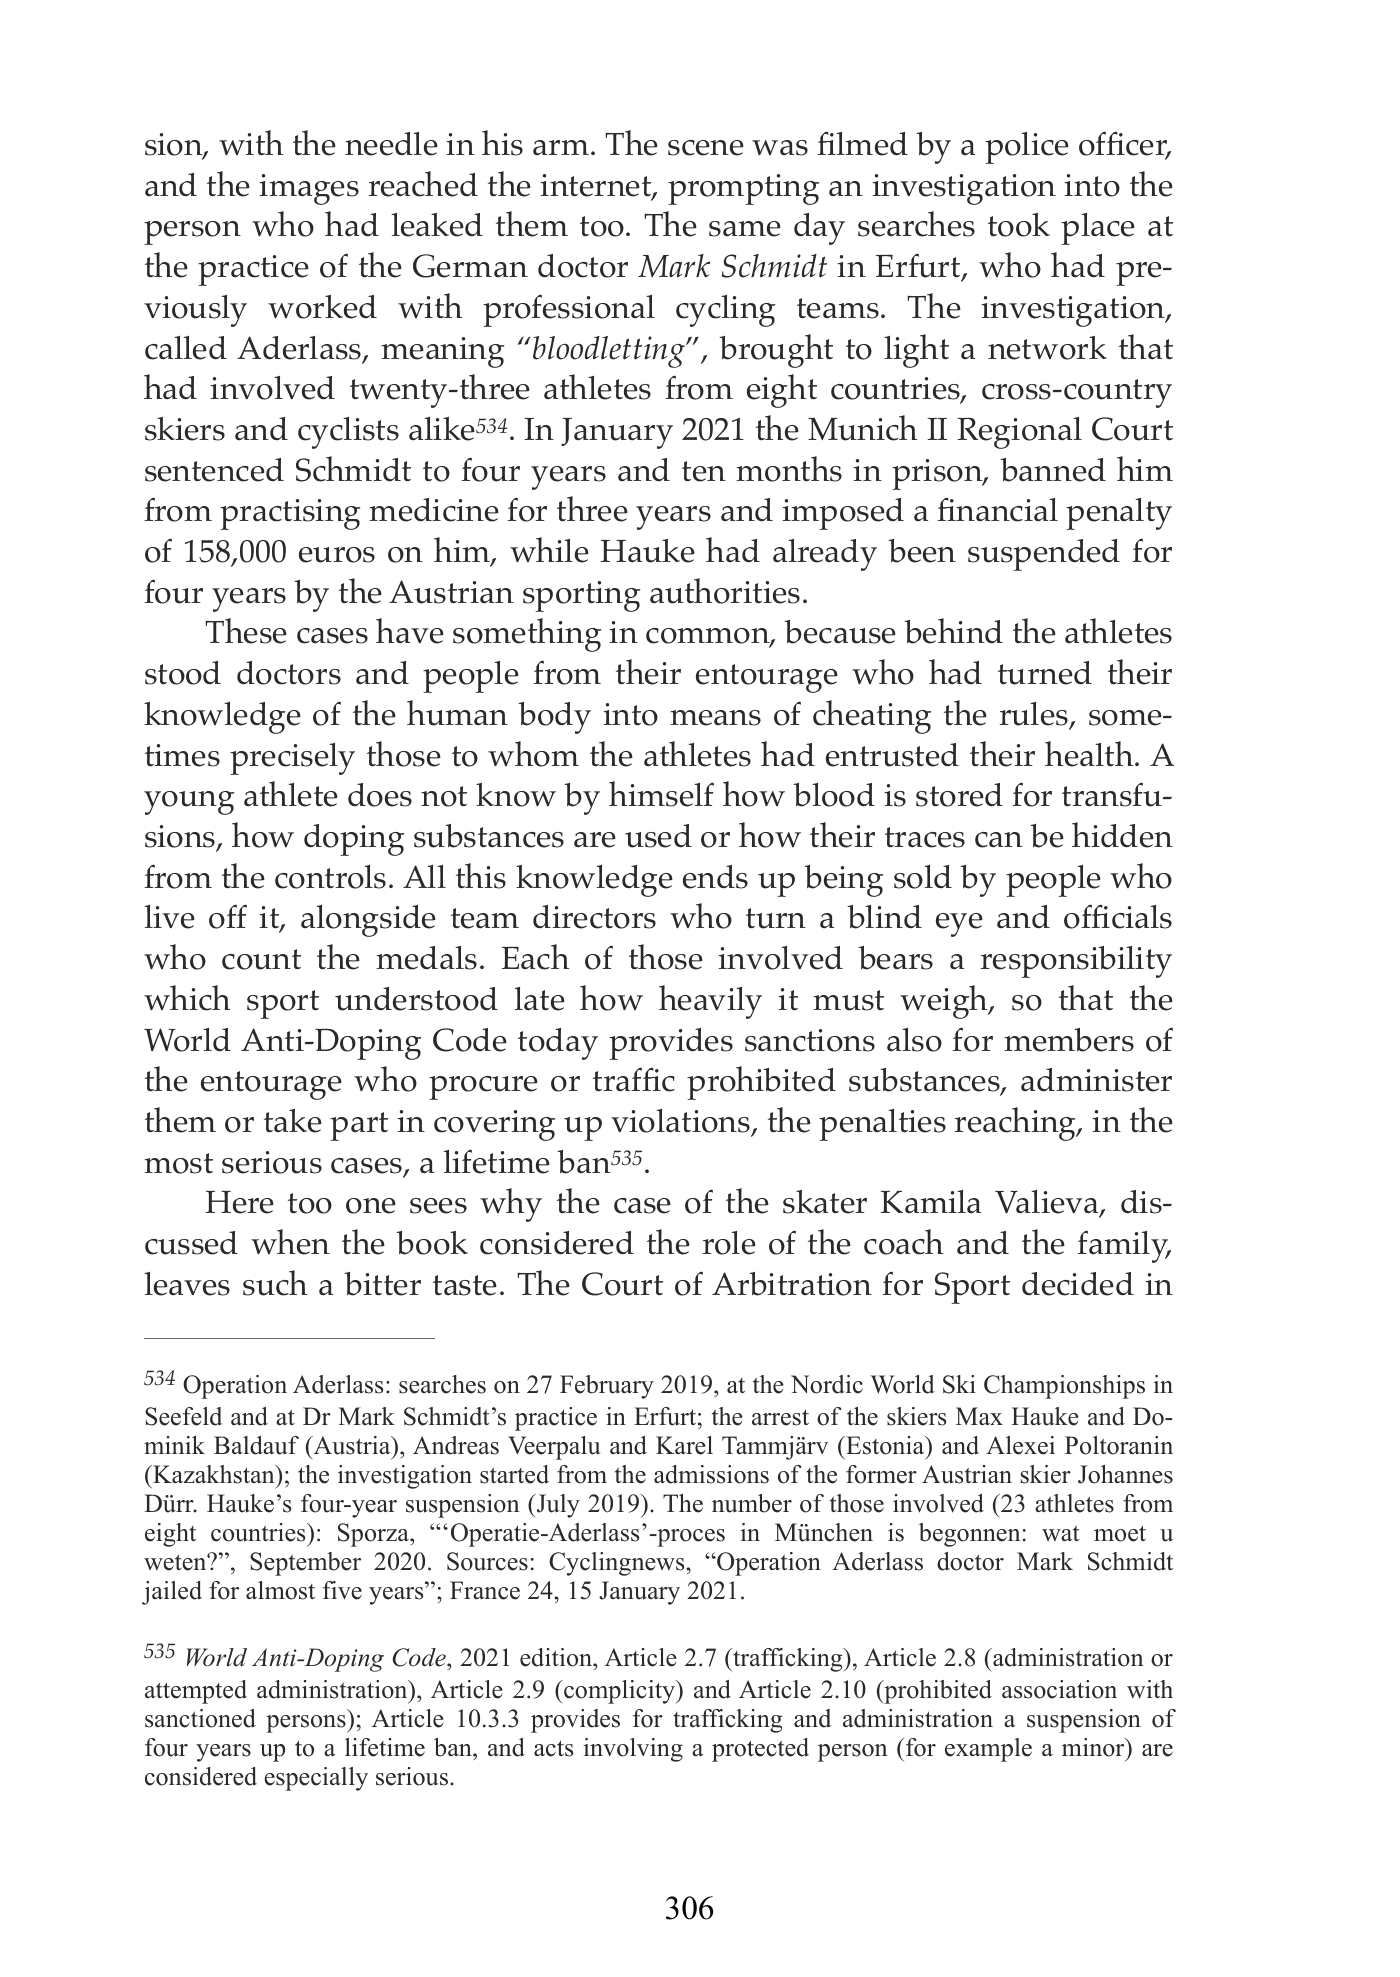 sion, with the needle in his arm. The scene was filmed by a police officer,
and the images reached the internet, prompting an investigation into the
person who had leaked them too. The same day searches took place at
the practice of the German doctor Mark Schmidt in Erfurt, who had pre-
viously worked with professional cycling teams. The investigation,
called Aderlass, meaning “bloodletting”, brought to light a network that
had involved twenty-three athletes from eight countries, cross-country
skiers and cyclists alike534. In January 2021 the Munich II Regional Court
sentenced Schmidt to four years and ten months in prison, banned him
from practising medicine for three years and imposed a financial penalty
of 158,000 euros on him, while Hauke had already been suspended for
four years by the Austrian sporting authorities.
These cases have something in common, because behind the athletes
stood doctors and people from their entourage who had turned their
knowledge of the human body into means of cheating the rules, some-
times precisely those to whom the athletes had entrusted their health. A
young athlete does not know by himself how blood is stored for transfu-
sions, how doping substances are used or how their traces can be hidden
from the controls. All this knowledge ends up being sold by people who
live off it, alongside team directors who turn a blind eye and officials
who count the medals. Each of those involved bears a responsibility
which sport understood late how heavily it must weigh, so that the
World Anti-Doping Code today provides sanctions also for members of
the entourage who procure or traffic prohibited substances, administer
them or take part in covering up violations, the penalties reaching, in the
most serious cases, a lifetime ban535.
Here too one sees why the case of the skater Kamila Valieva, dis-
cussed when the book considered the role of the coach and the family,
leaves such a bitter taste. The Court of Arbitration for Sport decided in
534 Operation Aderlass: searches on 27 February 2019, at the Nordic World Ski Championships in
Seefeld and at Dr Mark Schmidt’s practice in Erfurt; the arrest of the skiers Max Hauke and Do-
minik Baldauf (Austria), Andreas Veerpalu and Karel Tammjärv (Estonia) and Alexei Poltoranin
(Kazakhstan); the investigation started from the admissions of the former Austrian skier Johannes
Dürr. Hauke’s four-year suspension (July 2019). The number of those involved (23 athletes from
eight countries): Sporza, “‘Operatie-Aderlass’-proces in München is begonnen: wat moet u
weten?”, September 2020. Sources: Cyclingnews, “Operation Aderlass doctor Mark Schmidt
jailed for almost five years”; France 24, 15 January 2021.
535 World Anti-Doping Code, 2021 edition, Article 2.7 (trafficking), Article 2.8 (administration or
attempted administration), Article 2.9 (complicity) and Article 2.10 (prohibited association with
sanctioned persons); Article 10.3.3 provides for trafficking and administration a suspension of
four years up to a lifetime ban, and acts involving a protected person (for example a minor) are
considered especially serious.
306